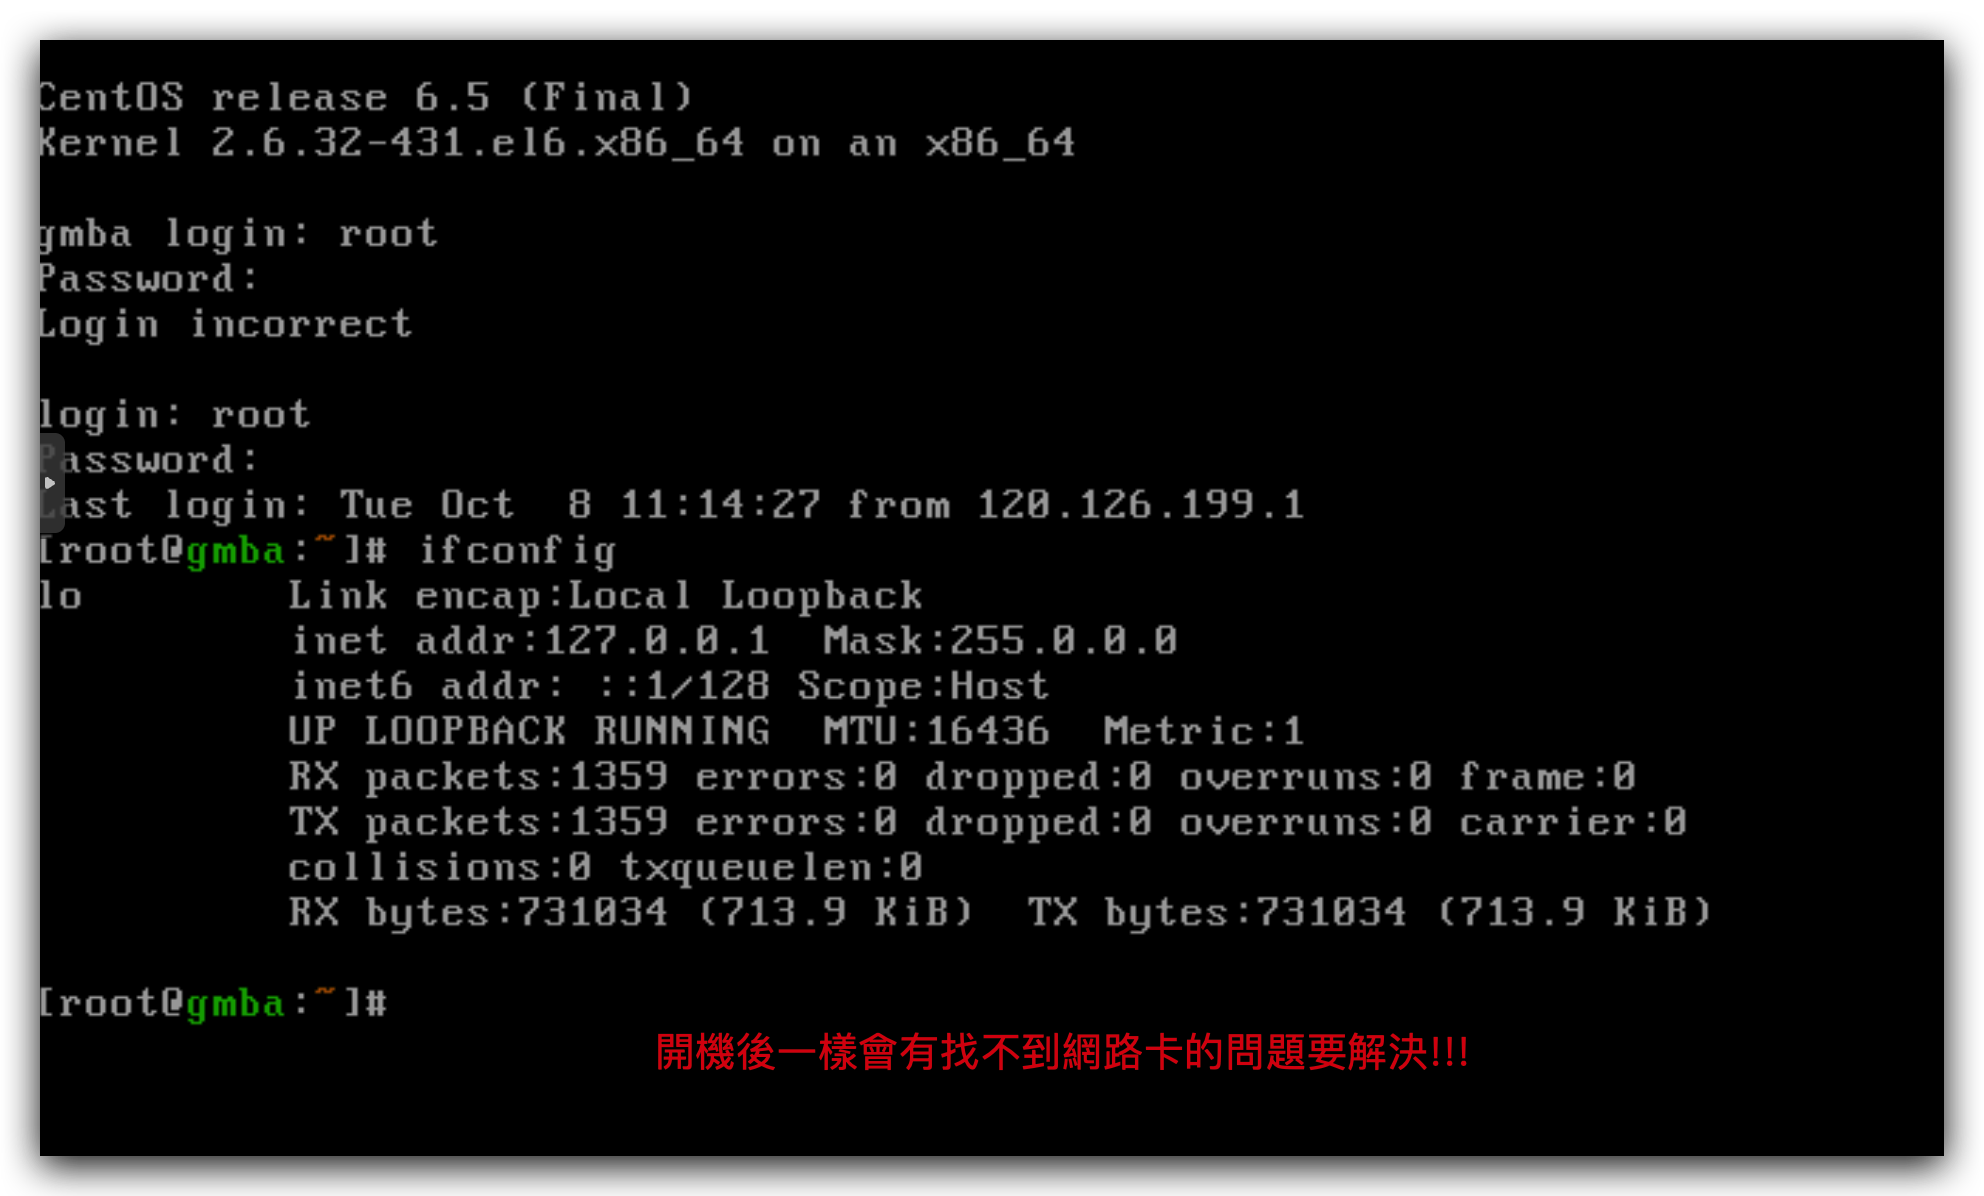 CentOS release 6.5 (Final)
Kernel 2.6.32-431.el6.x86_64 on an x86_64
gmba login: root
Password:
Login incorrect
login: root
Password:
Last login: Tue Oct  8 11:14:27 from 120.126.199.1
[root@gmba:~]# ifconfig
lo        Link encap:Local Loopback
          inet addr:127.0.0.1  Mask:255.0.0.0
          inet6 addr: ::1/128 Scope:Host
          UP LOOPBACK RUNNING  MTU:16436  Metric:1
          RX packets:1359 errors:0 dropped:0 overruns:0 frame:0
          TX packets:1359 errors:0 dropped:0 overruns:0 carrier:0
          collisions:0 txqueuelen:0
          RX bytes:731034 (713.9 KiB)  TX bytes:731034 (713.9 KiB)
[root@gmba:~]#
開機後一樣會有找不到網路卡的問題要解決!!!